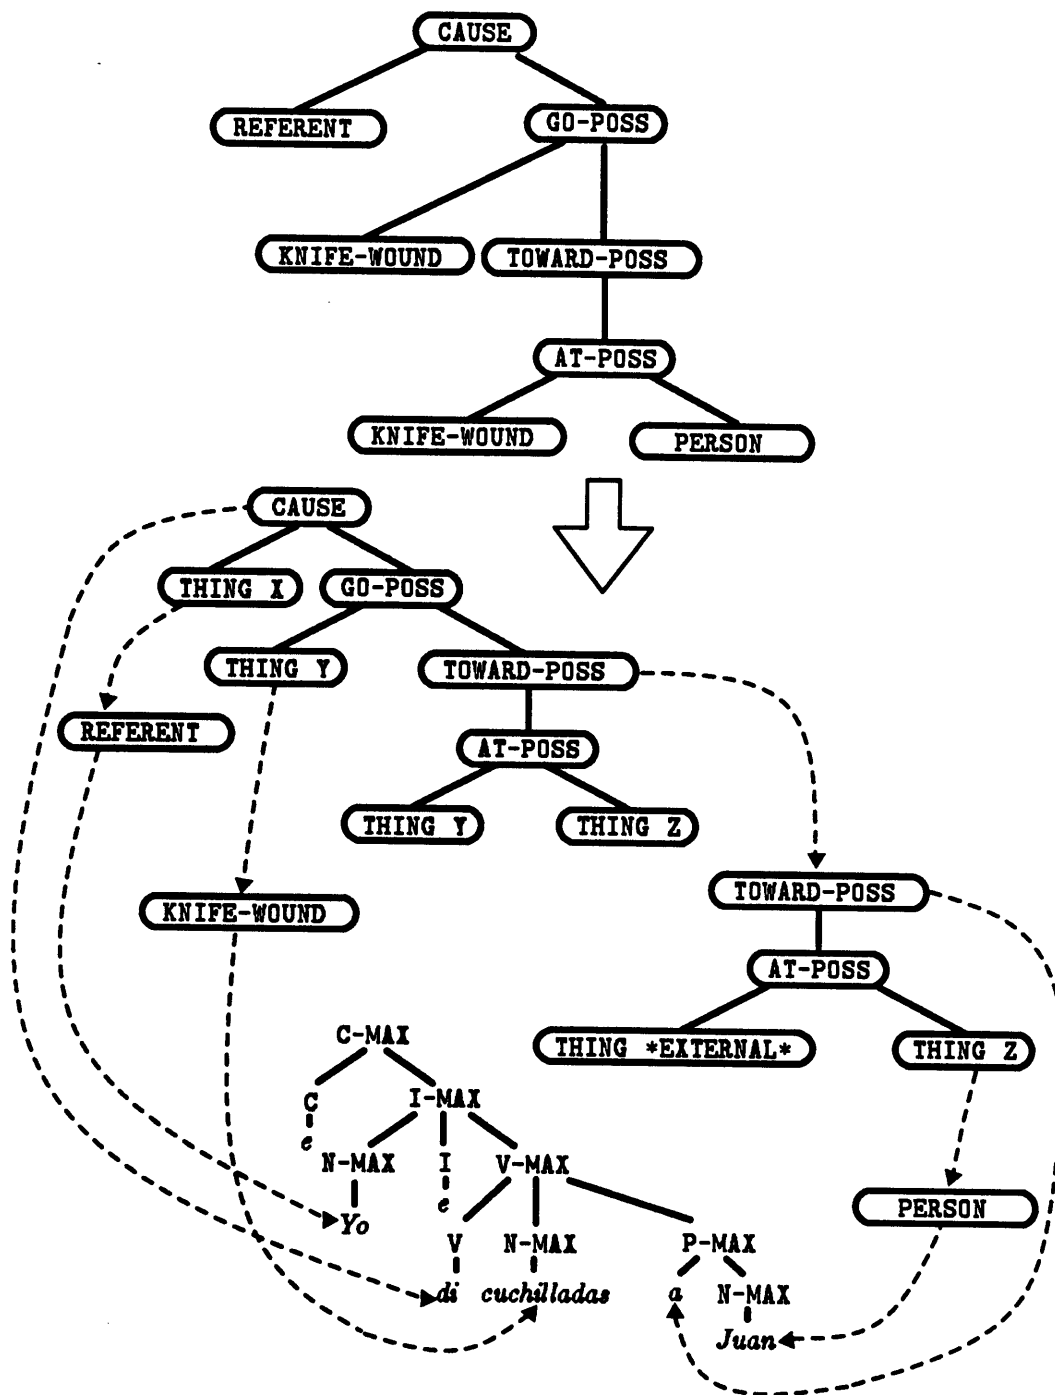 CAUSE
REFERENT GO-POSS
KNIFE-WOUND TOWARD-POSS
AT-POSS
KNIFE-WOUND PERSON
CAUSE
THING X GO-POSS
THING Y TOWARD-POSS
REFERENT
AT-POSS
THING Y THING Z
TOWARD-POSS
KNIFE-WOUND
AT-POSS
C-MAX
THING *EXTERNAL* THING Z
C I-MAX
e
N-MAX I V-MAX
e
PERSON
Yo
V N-MAX P-MAX
di cuchilladas a N-MAX
Juan